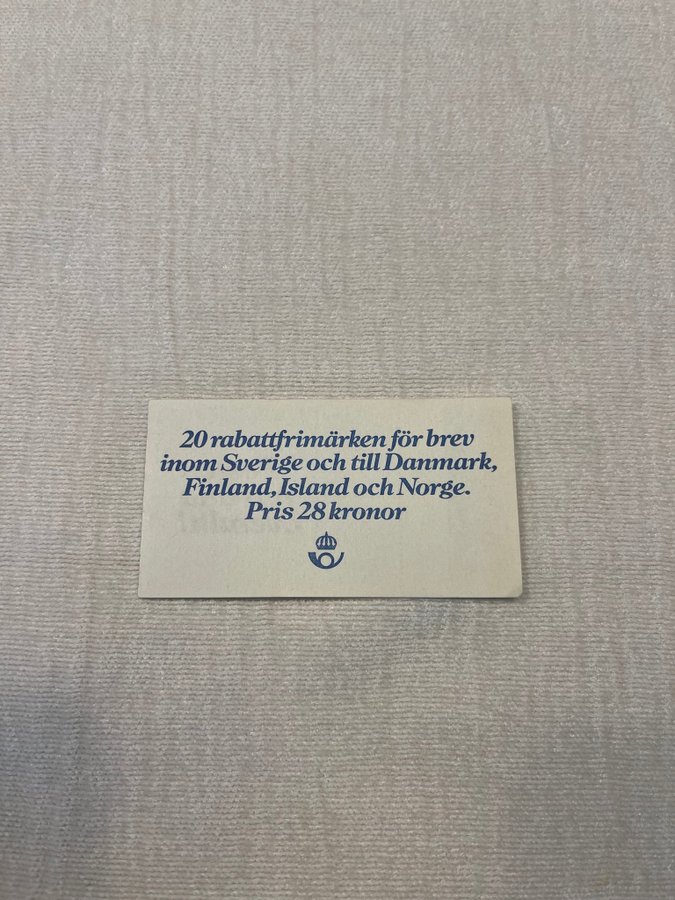 20 rabattfrimärken för brev
inom Sverige och till Danmark,
Finland, Island och Norge.
Pris 28 kronor